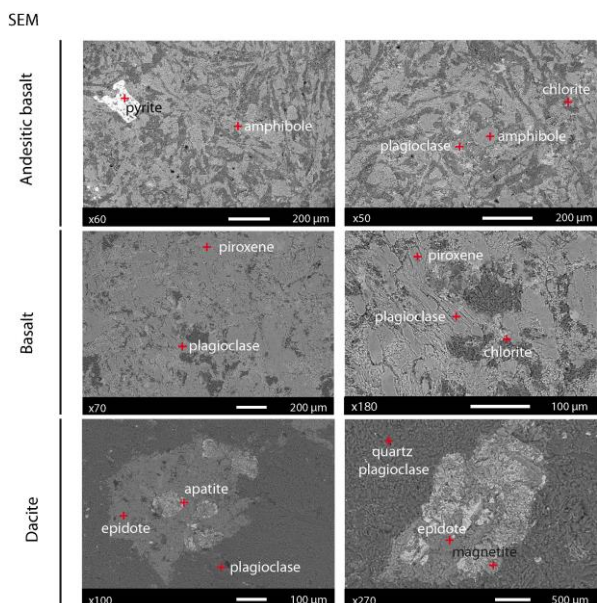 SEM
Andesitic basalt
pyrite
amphibole
x60
200 µm
chlorite
amphibole
plagioclase
x50
200 µm
Basalt
piroxene
plagioclase
x70
200 µm
piroxene
plagioclase
chlorite
x180
100 µm
Dacite
apatite
epidote
plagioclase
x100
100 µm
quartz
plagioclase
epidote
magnetite
x270
500 µm